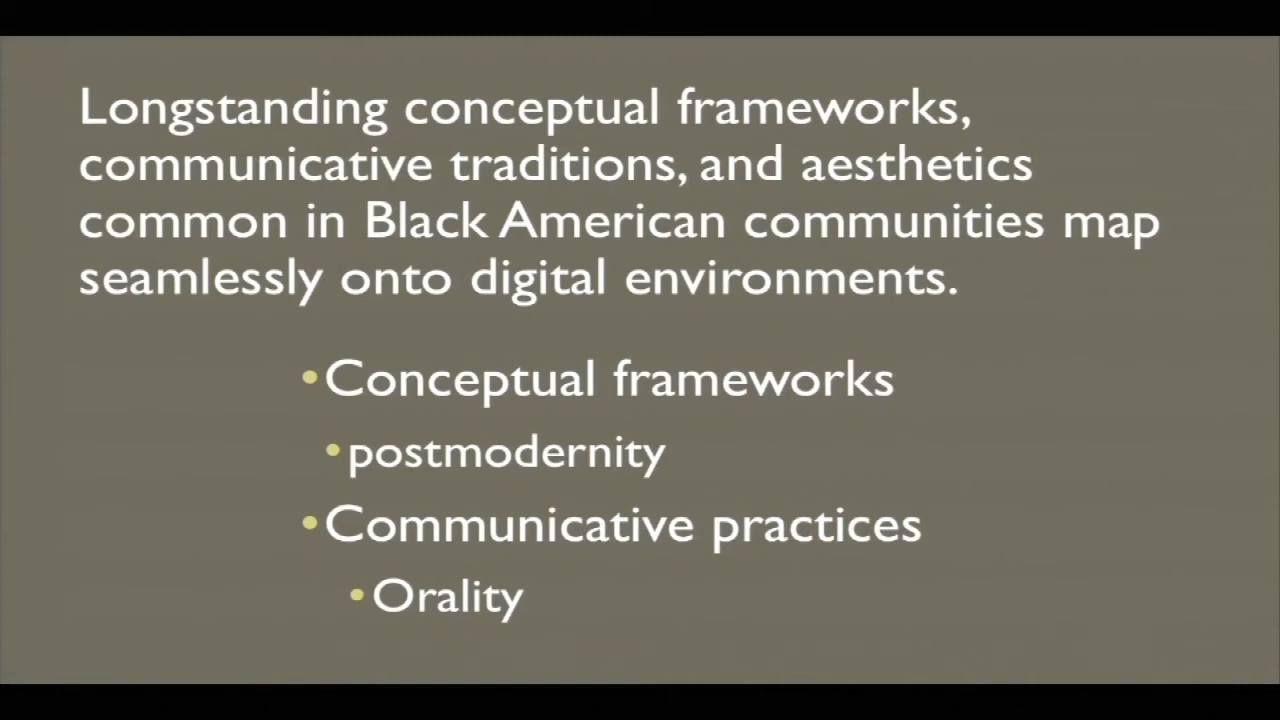 Longstanding conceptual frameworks,
communicative traditions, and aesthetics
common in Black American communities map
seamlessly onto digital environments.
•Conceptual frameworks
•postmodernity
•Communicative practices
•Orality